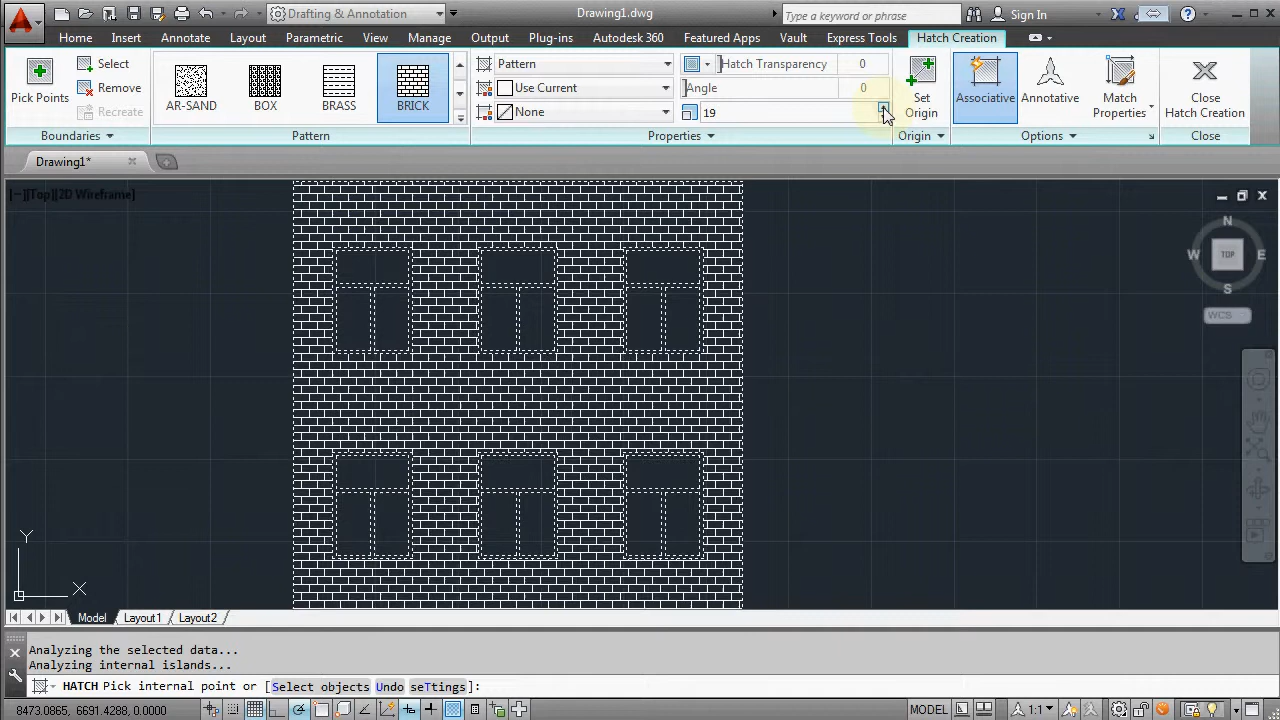 Drafting & Annotation
Drawing1.dwg
Type a keyword or phrase
Sign In
Home Insert Annotate Layout Parametric View Manage Output Plug-ins Autodesk 360 Featured Apps Vault Express Tools Hatch Creation
Pick Points
Select
Remove
Recreate
Boundaries
AR-SAND BOX BRASS BRICK
Pattern
Pattern
Use Current
None
Hatch Transparency 0
Angle 0
19
Properties
Set
Origin
Origin
Associative
Annotative
Match
Properties
Options
Close
Hatch Creation
Close
Drawing1*
[−][Top][2D Wireframe]
N
W TOP E
S
WCS
Y
X
Model Layout1 Layout2
Analyzing the selected data...
Analyzing internal islands...
HATCH Pick internal point or [Select objects Undo seTtings]:
8473.0865, 6691.4288, 0.0000
MODEL
1:1